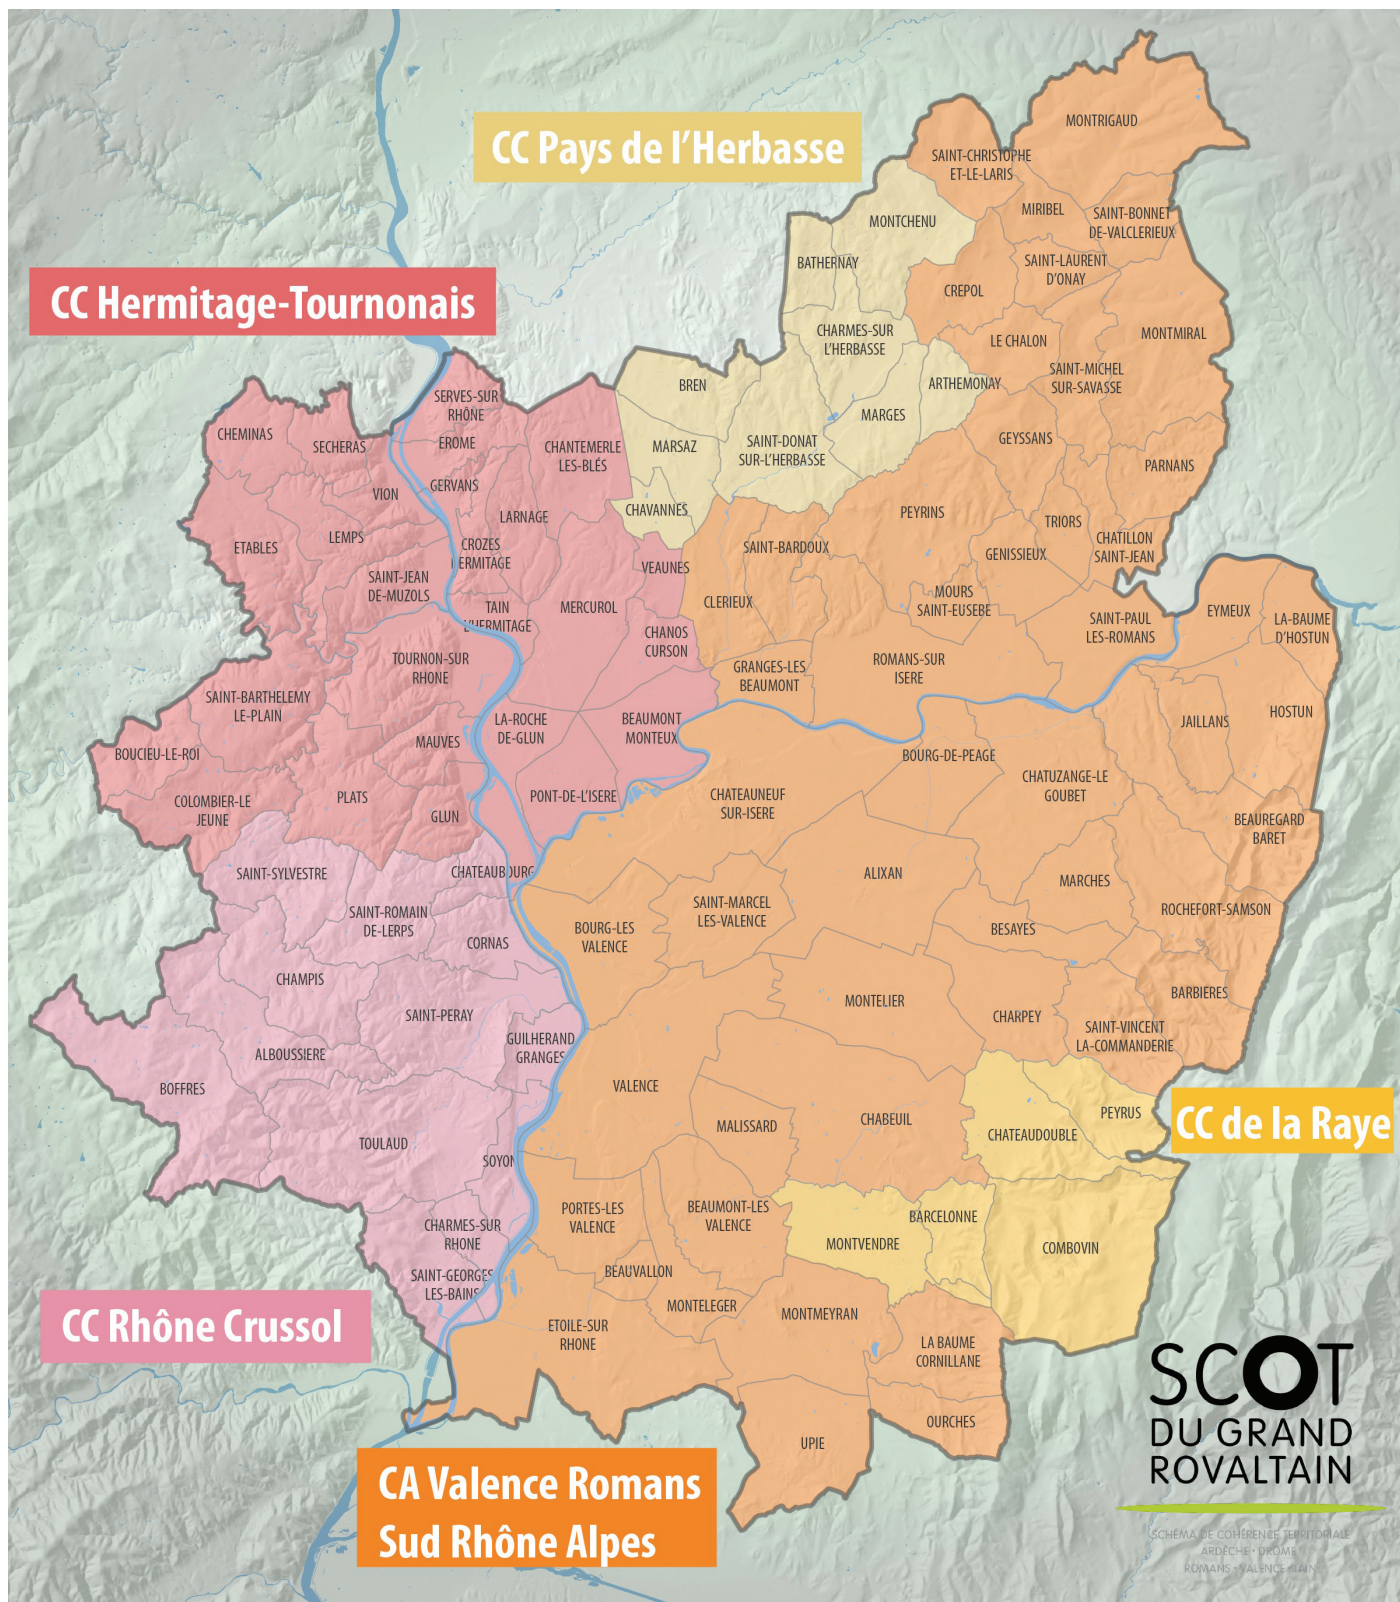 MONTRIGAUD
CC Pays de l'Herbasse
SAINT-CHRISTOPHE
ET-LE-LARIS
MIRIBEL
SAINT-BONNET
DE-VALCLERIEUX
MONTCHENU
BATHERNAY
SAINT-LAURENT
D'ONAY
CREPOL
CC Hermitage-Tournonais
CHARMES-SUR
L'HERBASSE
LE CHALON
MONTMIRAL
SAINT-MICHEL
SUR-SAVASSE
BREN
ARTHEMONAY
MARGES
SERVES-SUR
RHÔNE
CHEMINAS
SECHERAS
EROME
CHANTEMERLE
LES-BLÉS
MARSAZ
SAINT-DONAT
SUR-L'HERBASSE
GEYSSANS
PARNANS
VION
GERVANS
LARNAGE
CHAVANNES
PEYRINS
TRIORS
CHATILLON
SAINT-JEAN
ETABLES
LEMPS
CROZES
HERMITAGE
SAINT-BARDOUX
GENISSIEUX
SAINT-JEAN
DE-MUZOLS
VEAUNES
TAIN
L'HERMITAGE
MERCUROL
CLERIEUX
MOURS
SAINT-EUSEBE
SAINT-PAUL
LES-ROMANS
EYMEUX
LA-BAUME
D'HOSTUN
CHANOS
CURSON
TOURNON-SUR
RHONE
GRANGES-LES
BEAUMONT
ROMANS-SUR
ISERE
SAINT-BARTHELEMY
LE-PLAIN
LA-ROCHE
DE-GLUN
BEAUMONT
MONTEUX
JAILLANS
HOSTUN
BOUCIEU-LE-ROI
MAUVES
BOURG-DE-PEAGE
CHATUZANGE-LE
GOUBET
COLOMBIER-LE
JEUNE
PLATS
GLUN
PONT-DE-L'ISERE
CHATEAUNEUF
SUR-ISERE
BEAUREGARD
BARET
SAINT-SYLVESTRE
CHATEAUBOURG
ALIXAN
MARCHES
SAINT-ROMAIN
DE-LERPS
CORNAS
BOURG-LES
VALENCE
SAINT-MARCEL
LES-VALENCE
BESAYES
ROCHEFORT-SAMSON
CHAMPIS
SAINT-PERAY
MONTELIER
CHARPEY
BARBIERES
SAINT-VINCENT
LA-COMMANDERIE
GUILHERAND
GRANGES
ALBOUSSIERE
BOFFRES
VALENCE
MALISSARD
CHABEUIL
CHATEAUDOUBLE
PEYRUS
CC de la Raye
TOULAUD
SOYON
CHARMES-SUR
RHONE
PORTES-LES
VALENCE
BEAUMONT-LES
VALENCE
BARCELONNE
MONTVENDRE
COMBOVIN
SAINT-GEORGES
LES-BAINS
BEAUVALLON
MONTELEGER
MONTMEYRAN
CC Rhône Crussol
ETOILE-SUR
RHONE
LA BAUME
CORNILLANE
OURCHES
UPIE
SCOT
DU GRAND
ROVALTAIN
CA Valence Romans
Sud Rhône Alpes
SCHÉMA DE COHÉRENCE TERRITORIALE
ARDÈCHE • DRÔME
ROMANS • VALENCE • TAIN